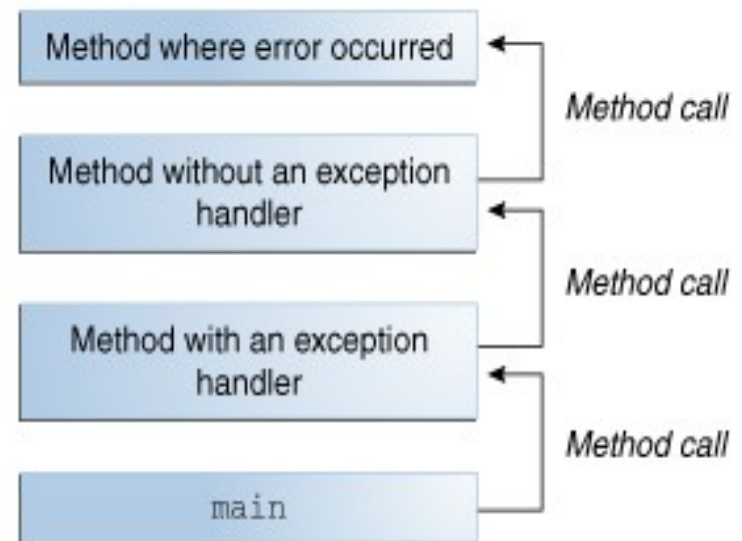 Method where error occurred
Method call
Method without an exception
handler
Method call
Method with an exception
handler
Method call
main